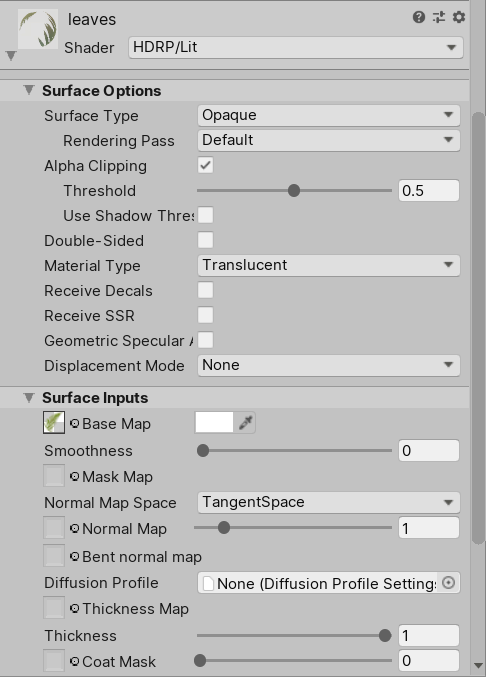 leaves
Shader HDRP/Lit
Surface Options
Surface Type Opaque
Rendering Pass Default
Alpha Clipping
Threshold 0.5
Use Shadow Thres
Double-Sided
Material Type Translucent
Receive Decals
Receive SSR
Geometric Specular A
Displacement Mode None
Surface Inputs
Base Map
Smoothness 0
Mask Map
Normal Map Space TangentSpace
Normal Map 1
Bent normal map
Diffusion Profile None (Diffusion Profile Settings
Thickness Map
Thickness 1
Coat Mask 0